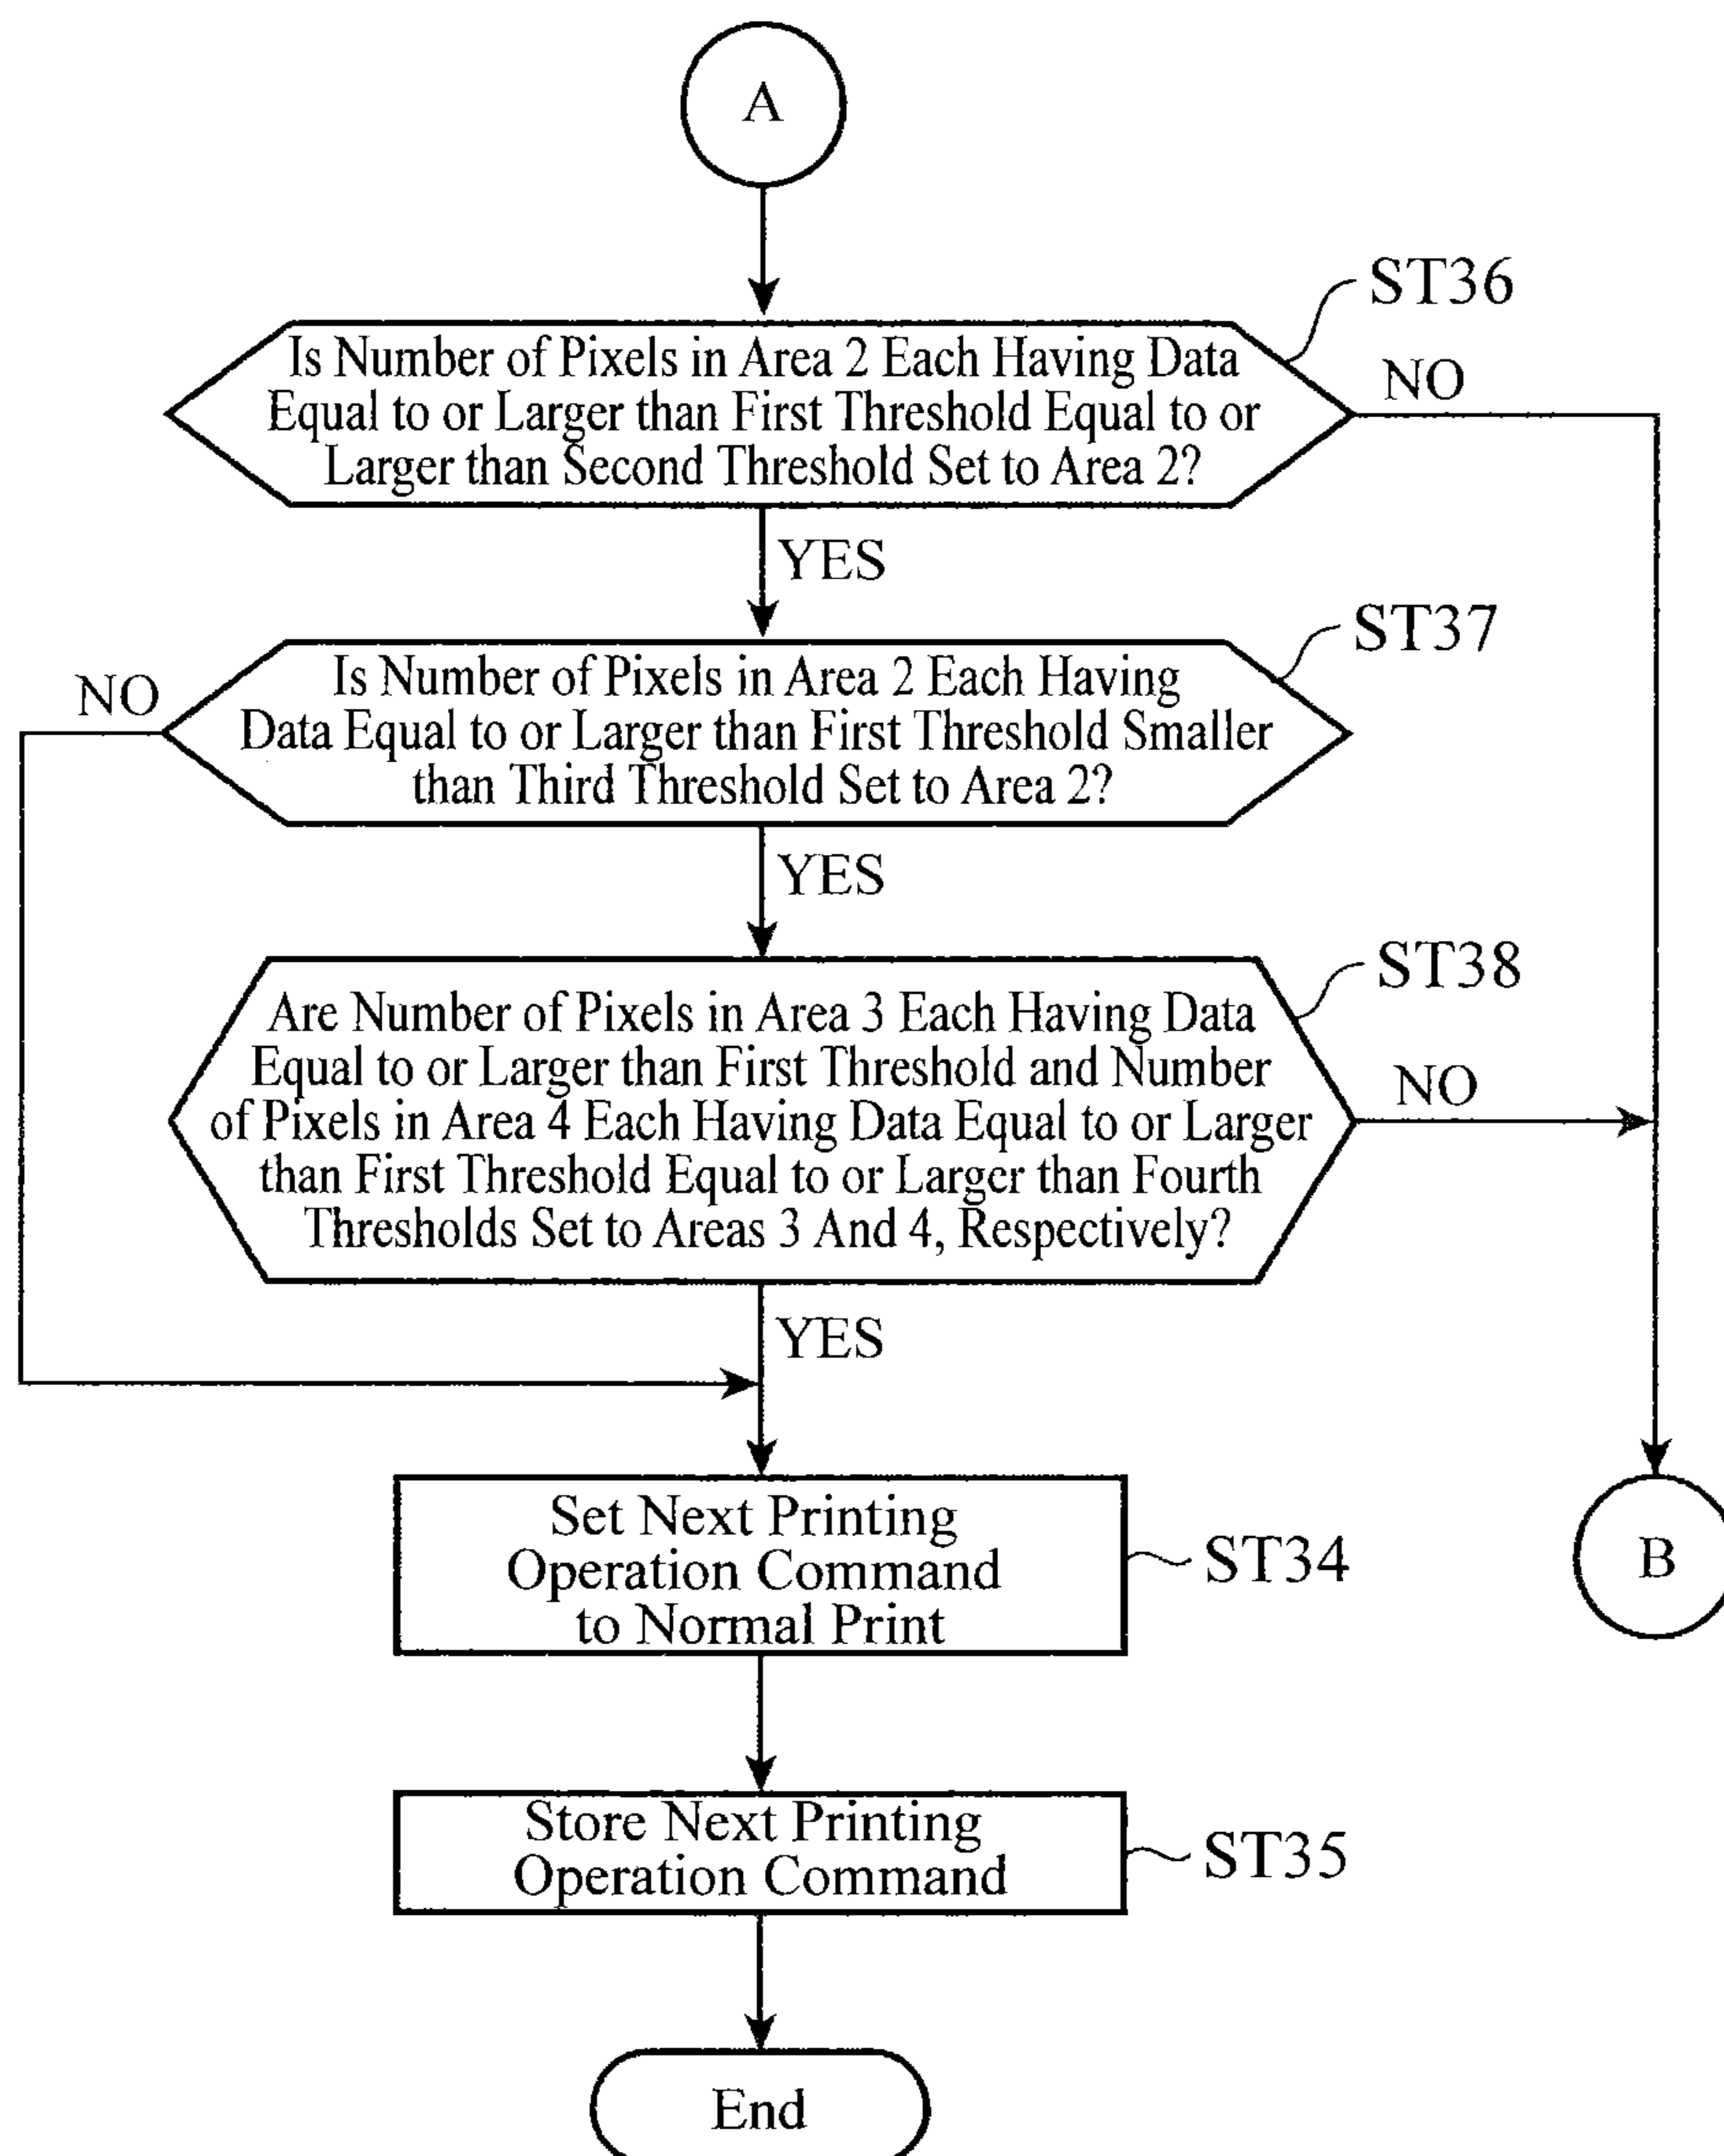 A
ST36
Is Number of Pixels in Area 2 Each Having Data
Equal to or Larger than First Threshold Equal to or
Larger than Second Threshold Set to Area 2?
NO
YES
ST37
NO
Is Number of Pixels in Area 2 Each Having
Data Equal to or Larger than First Threshold Smaller
than Third Threshold Set to Area 2?
YES
ST38
Are Number of Pixels in Area 3 Each Having Data
Equal to or Larger than First Threshold and Number
of Pixels in Area 4 Each Having Data Equal to or Larger
than First Threshold Equal to or Larger than Fourth
Thresholds Set to Areas 3 And 4, Respectively?
NO
YES
Set Next Printing
Operation Command
to Normal Print
ST34
B
Store Next Printing
Operation Command
ST35
End